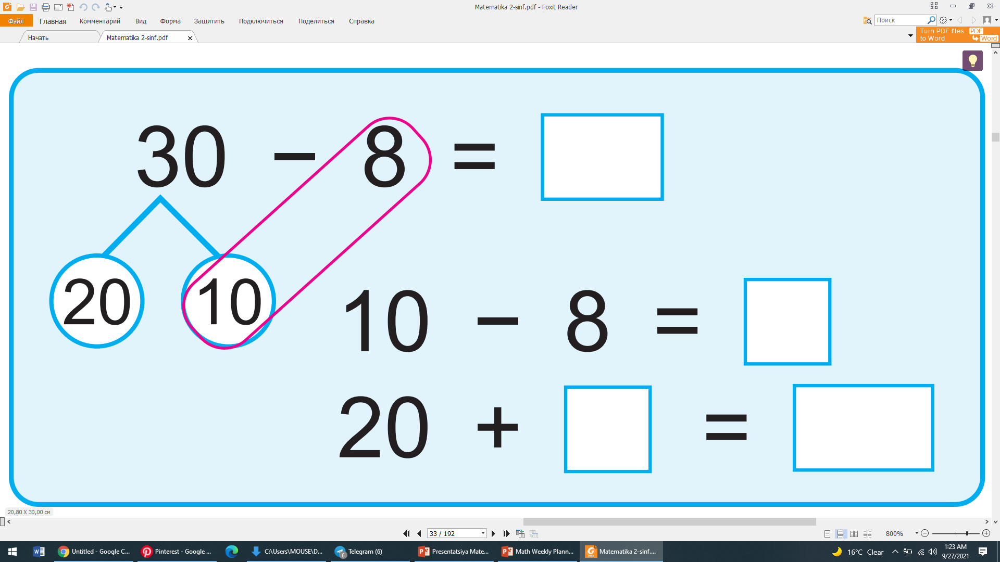 Matematika 2-sinf.pdf - Foxit Reader
Файл Главная Комментарий Вид Форма Защитить Подключиться Поделиться Справка
Поиск
Начать Matematika 2-sinf.pdf
Turn PDF files to Word PDF Word
30 − 8 =
20 10
10 − 8 =
20 + =
20,80 X 30,00 см
33 / 192
800%
Untitled - Google C... Pinterest - Google ... C:\Users\MOUSE\D... Telegram (6) Presentatsiya Mate... Math Weekly Plann... Matematika 2-sinf....
6
16°C Clear
1:23 AM
9/27/2021